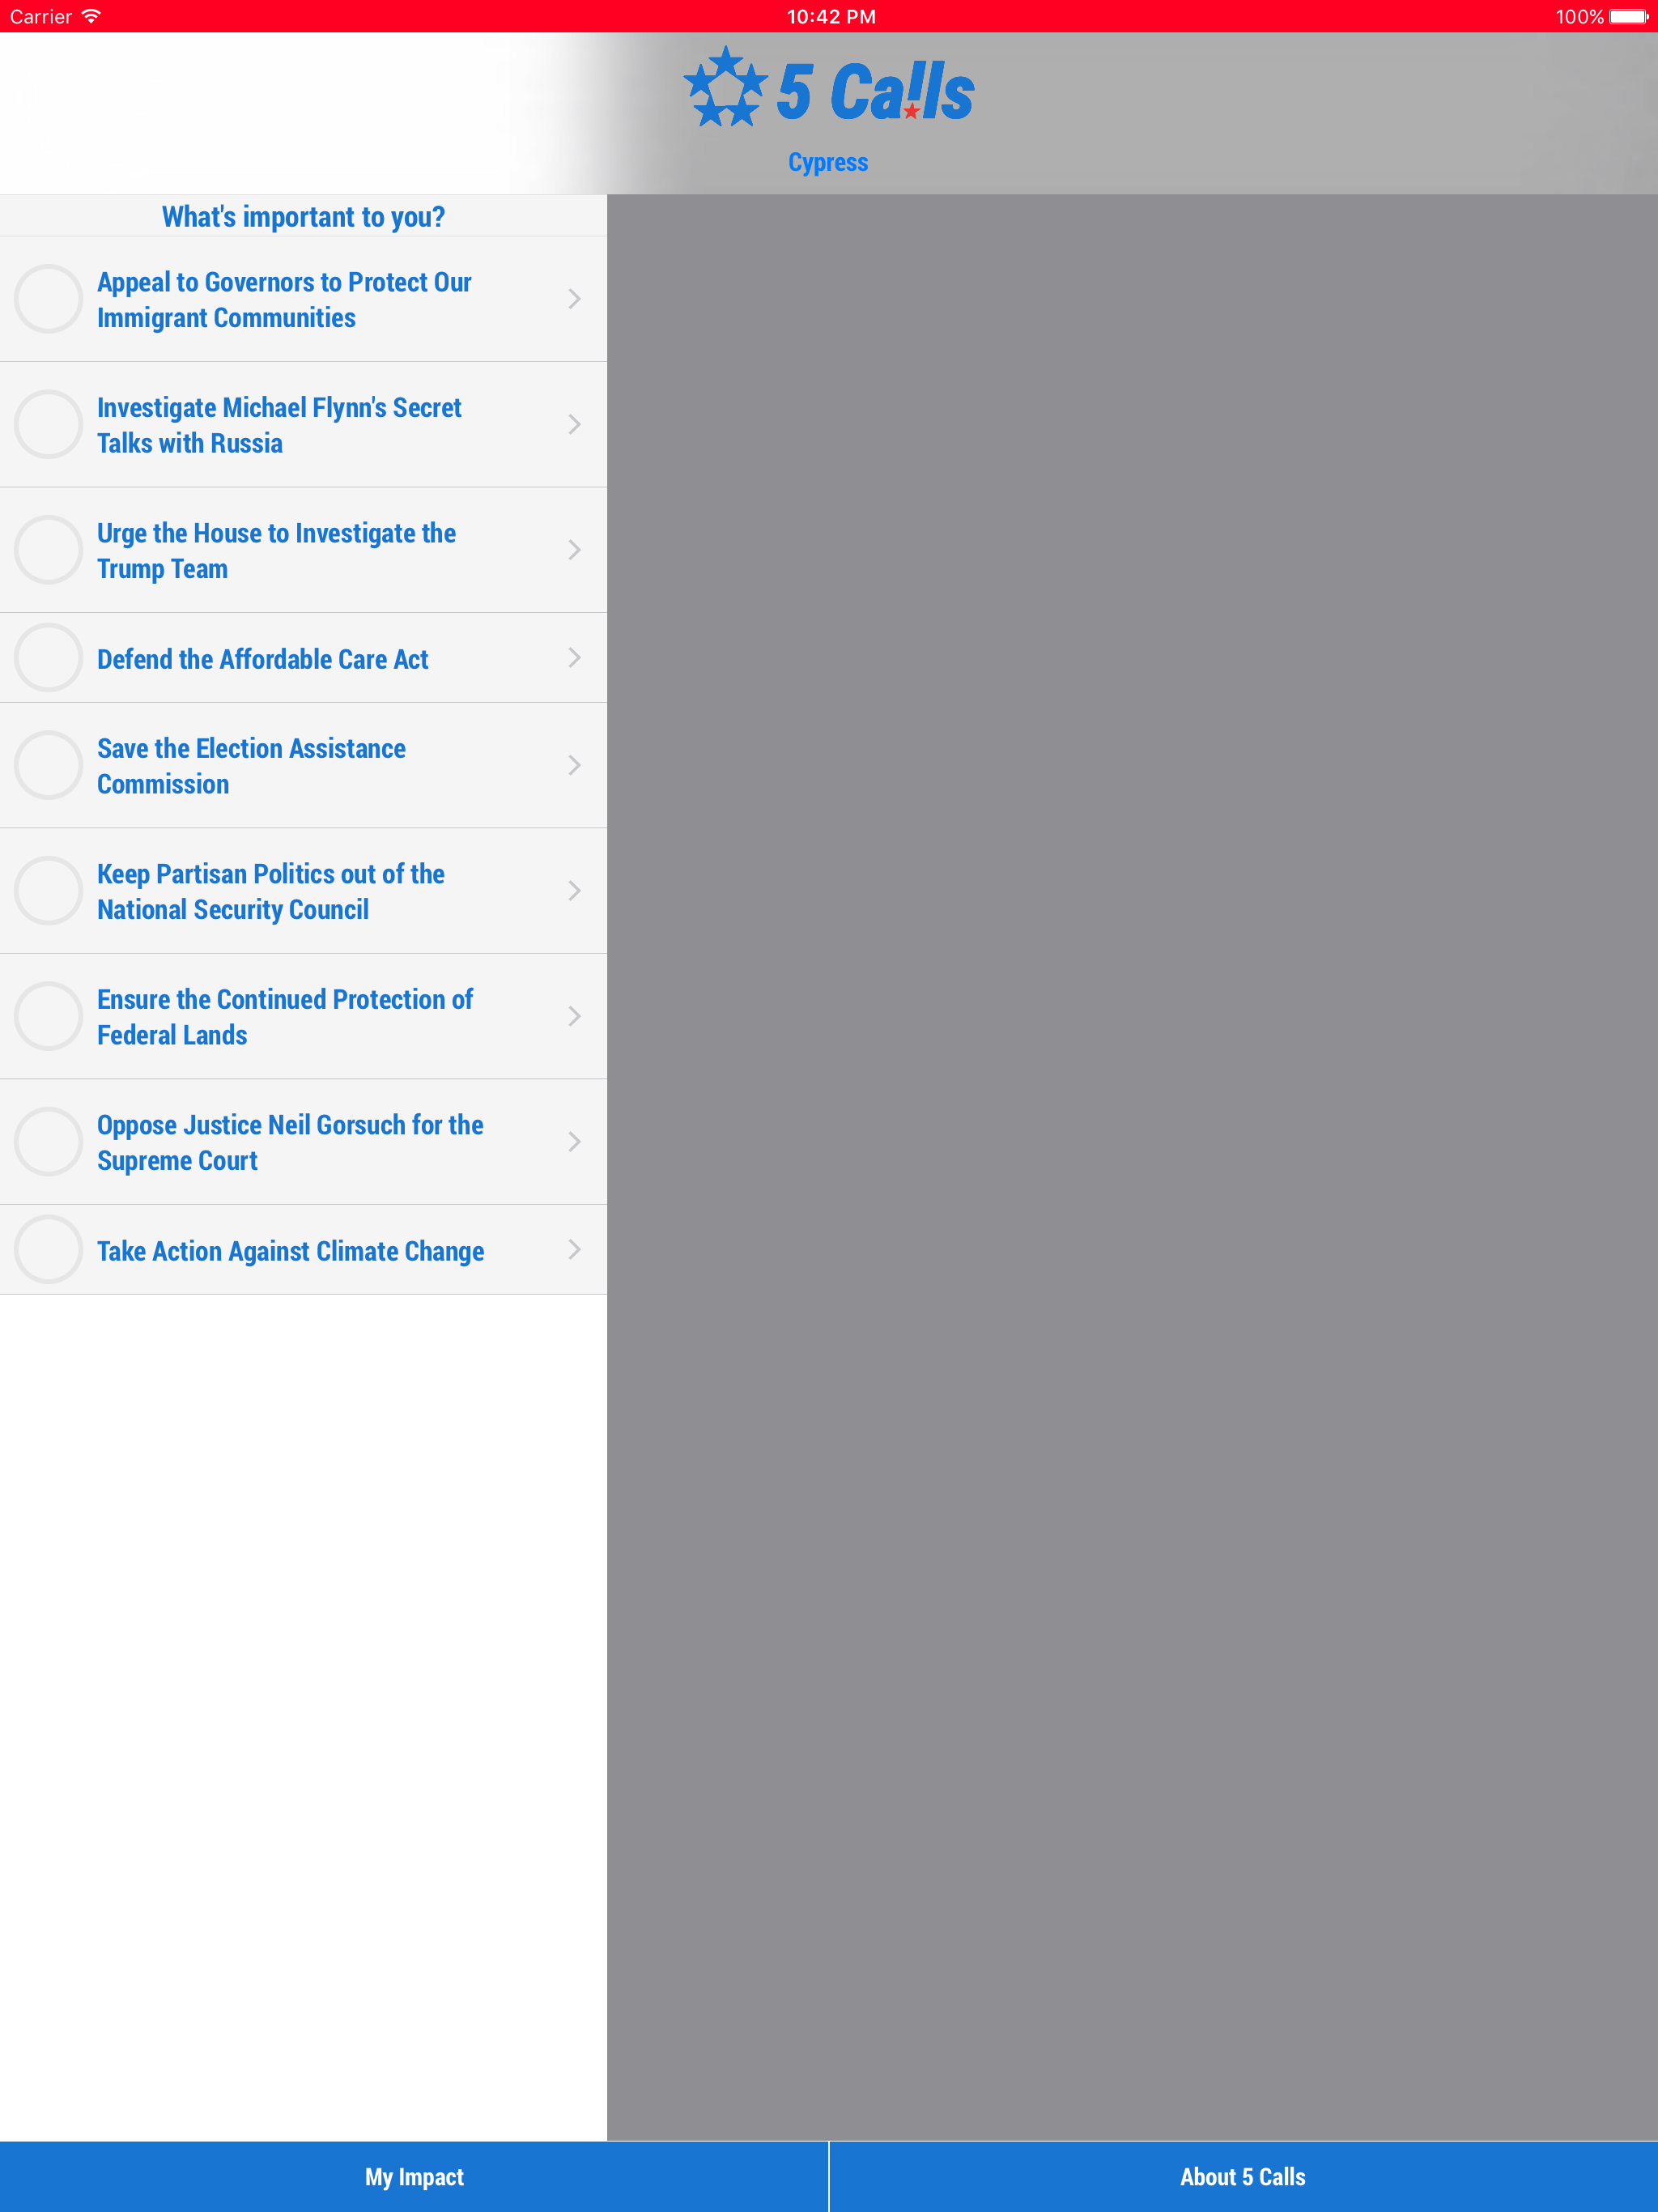 Carrier 10:42 PM 100%
5 Calls
Cypress
What's important to you?
Appeal to Governors to Protect Our
Immigrant Communities
Investigate Michael Flynn's Secret
Talks with Russia
Urge the House to Investigate the
Trump Team
Defend the Affordable Care Act
Save the Election Assistance
Commission
Keep Partisan Politics out of the
National Security Council
Ensure the Continued Protection of
Federal Lands
Oppose Justice Neil Gorsuch for the
Supreme Court
Take Action Against Climate Change
My Impact About 5 Calls